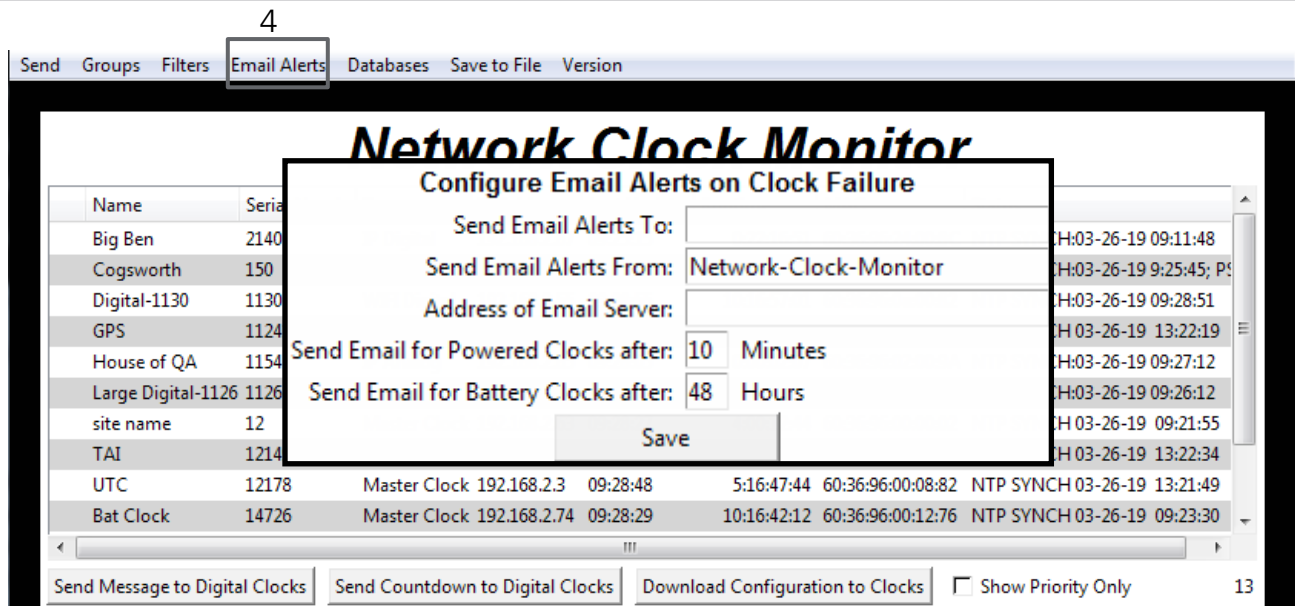 4
Send Groups Filters Email Alerts Databases Save to File Version
Network Clock Monitor
Configure Email Alerts on Clock Failure
Send Email Alerts To:
Send Email Alerts From: Network-Clock-Monitor
Address of Email Server:
Send Email for Powered Clocks after: 10 Minutes
Send Email for Battery Clocks after: 48 Hours
Save
Name Seria
Big Ben 2140 CH:03-26-19 09:11:48
Cogsworth 150 CH:03-26-19 9:25:45; PS
Digital-1130 1130 CH:03-26-19 09:28:51
GPS 1124 CH 03-26-19 13:22:19
House of QA 1154 CH:03-26-19 09:27:12
Large Digital-1126 1126 CH:03-26-19 09:26:12
site name 12 CH 03-26-19 09:21:55
TAI 1214 CH 03-26-19 13:22:34
UTC 12178 Master Clock 192.168.2.3 09:28:48 5:16:47:44 60:36:96:00:08:82 NTP SYNCH 03-26-19 13:21:49
Bat Clock 14726 Master Clock 192.168.2.74 09:28:29 10:16:42:12 60:36:96:00:12:76 NTP SYNCH 03-26-19 09:23:30
Send Message to Digital Clocks Send Countdown to Digital Clocks Download Configuration to Clocks Show Priority Only 13